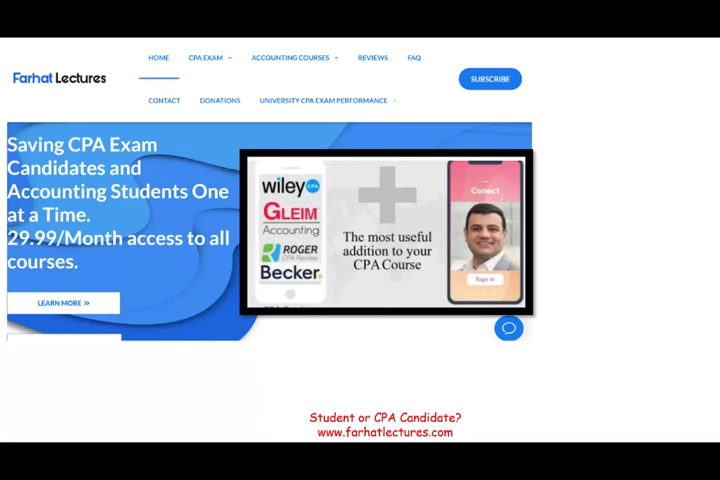 HOME
CPA EXAM
ACCOUNTING COURSES
REVIEWS
FAQ
Farhat Lectures
SUBSCRIBE
CONTACT
DONATIONS
UNIVERSITY CPA EXAM PERFORMANCE
Saving CPA Exam
Candidates and
Accounting Students One
at a Time.
29.99/Month access to all
courses.
LEARN MORE »
wiley CPA
GLEIM
Accounting
ROGER
CPA Review
Becker.
The most useful
addition to your
CPA Course
Conect
Sign in
Student or CPA Candidate?
www.farhatlectures.com